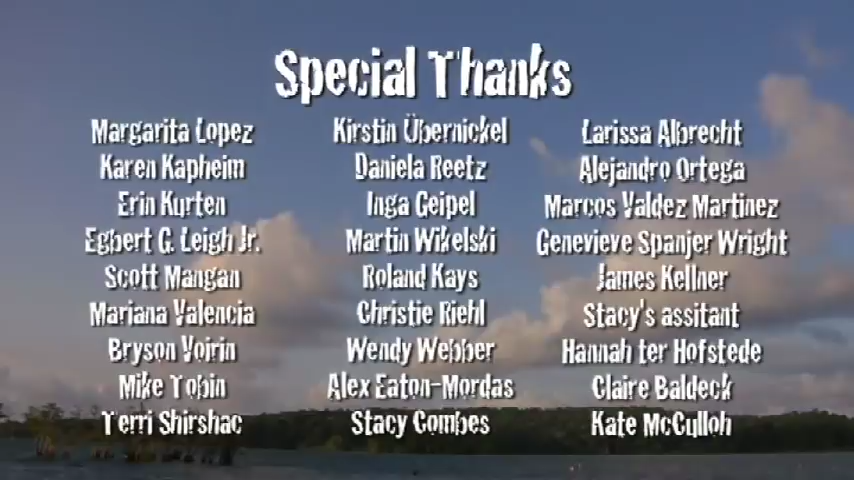 Special Thanks
Margarita Lopez
Karen Kapheim
Erin Kurten
Egbert G. Leigh Jr.
Scott Mangan
Mariana Valencia
Bryson Voirin
Mike Tobin
Terri Shirshac
Kirstin Übernickel
Daniela Reetz
Inga Geipel
Martin Wikelski
Roland Kays
Christie Riehl
Wendy Webber
Alex Eaton-Mordas
Stacy Combes
Larissa Albrecht
Alejandro Ortega
Marcos Valdez Martinez
Genevieve Spanjer Wright
James Kellner
Stacy's assitant
Hannah ter Hofstede
Claire Baldeck
Kate McCulloh